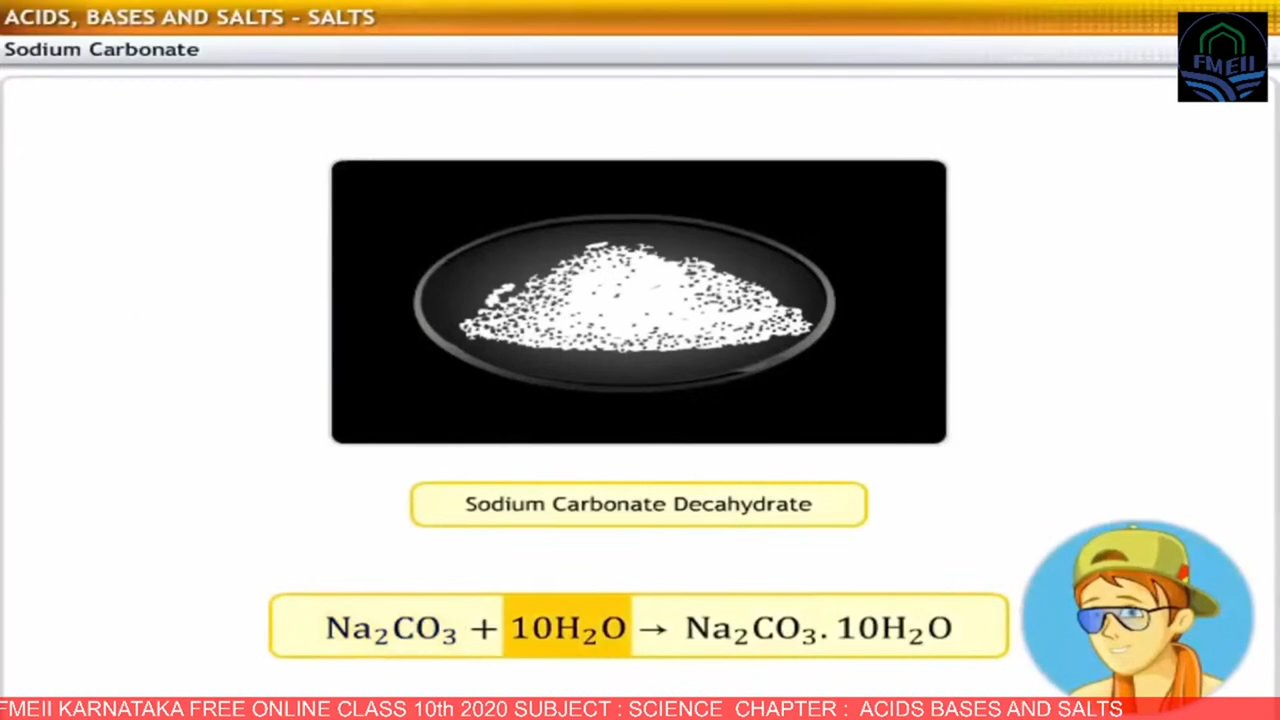 ACIDS, BASES AND SALTS - SALTS
Sodium Carbonate
FMEII
Sodium Carbonate Decahydrate
Na₂CO₃ + 10H₂O → Na₂CO₃. 10H₂O
FMEII KARNATAKA FREE ONLINE CLASS 10th 2020 SUBJECT : SCIENCE CHAPTER : ACIDS BASES AND SALTS